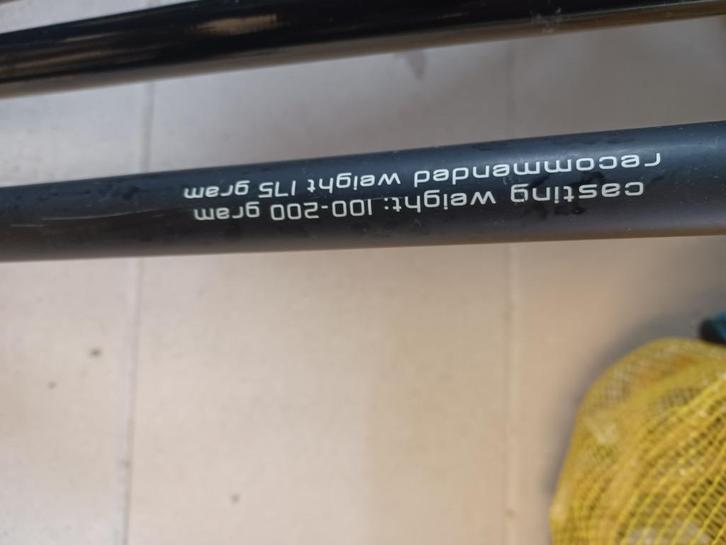 casting weight: 100-200 gram
recommended weight 175 gram